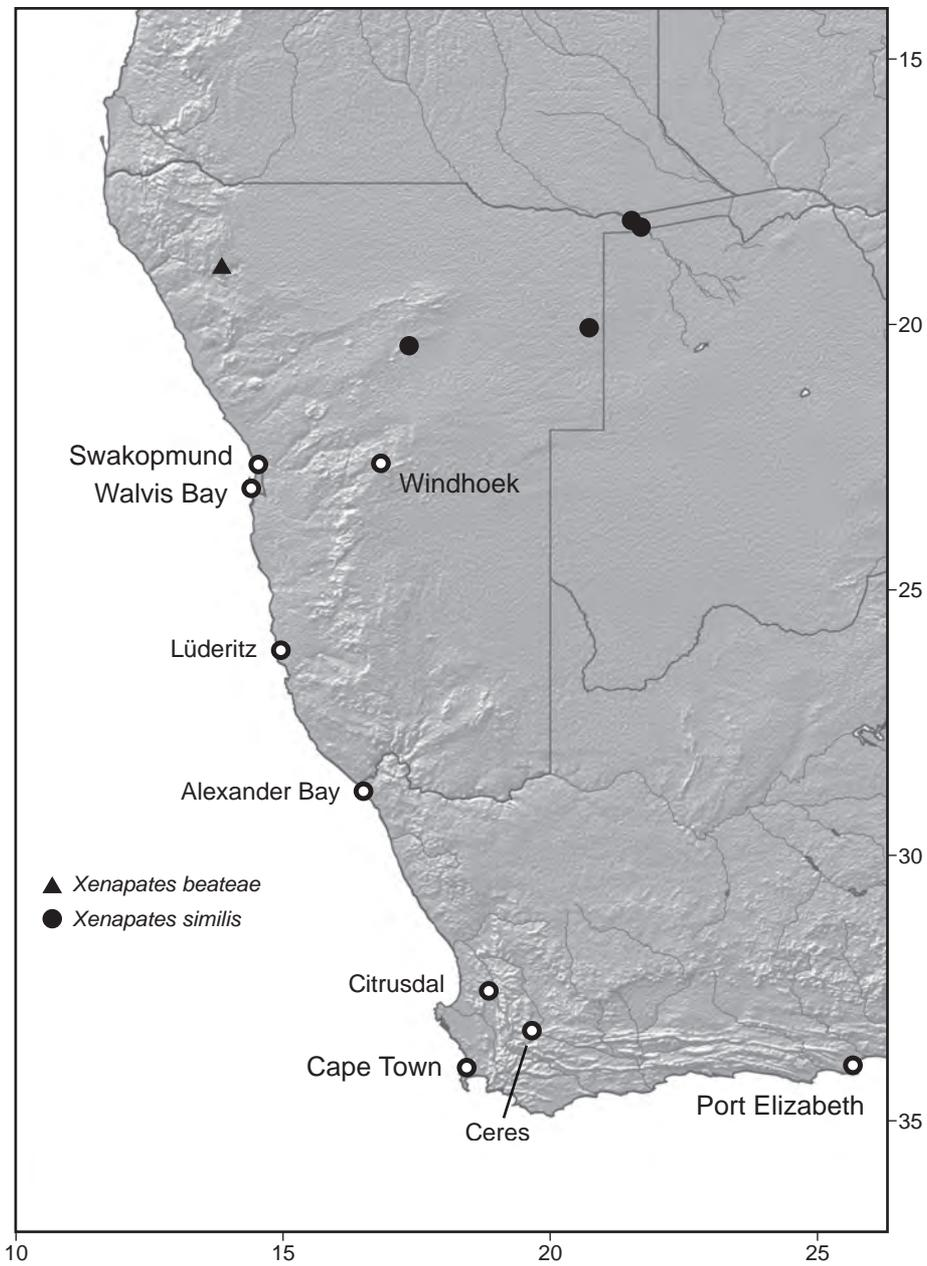 15
20
Swakopmund
Walvis Bay
Windhoek
25
Lüderitz
Alexander Bay
30
Xenapates beateae
Xenapates similis
Citrusdal
Cape Town
Port Elizabeth
Ceres
35
10 15 20 25